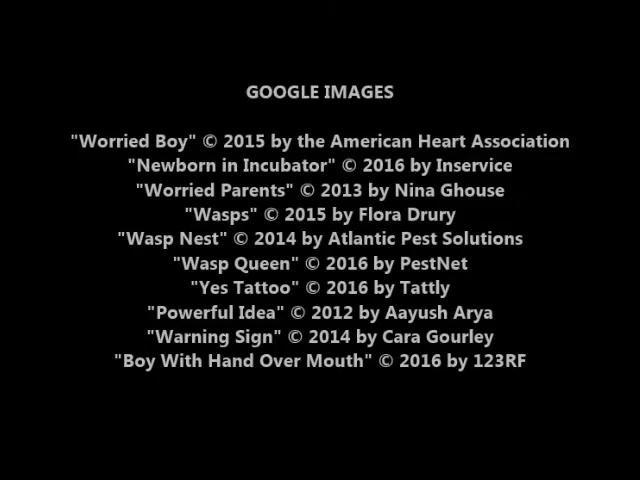 GOOGLE IMAGES
"Worried Boy" © 2015 by the American Heart Association
"Newborn in Incubator" © 2016 by Inservice
"Worried Parents" © 2013 by Nina Ghouse
"Wasps" © 2015 by Flora Drury
"Wasp Nest" © 2014 by Atlantic Pest Solutions
"Wasp Queen" © 2016 by PestNet
"Yes Tattoo" © 2016 by Tattly
"Powerful Idea" © 2012 by Aayush Arya
"Warning Sign" © 2014 by Cara Gourley
"Boy With Hand Over Mouth" © 2016 by 123RF